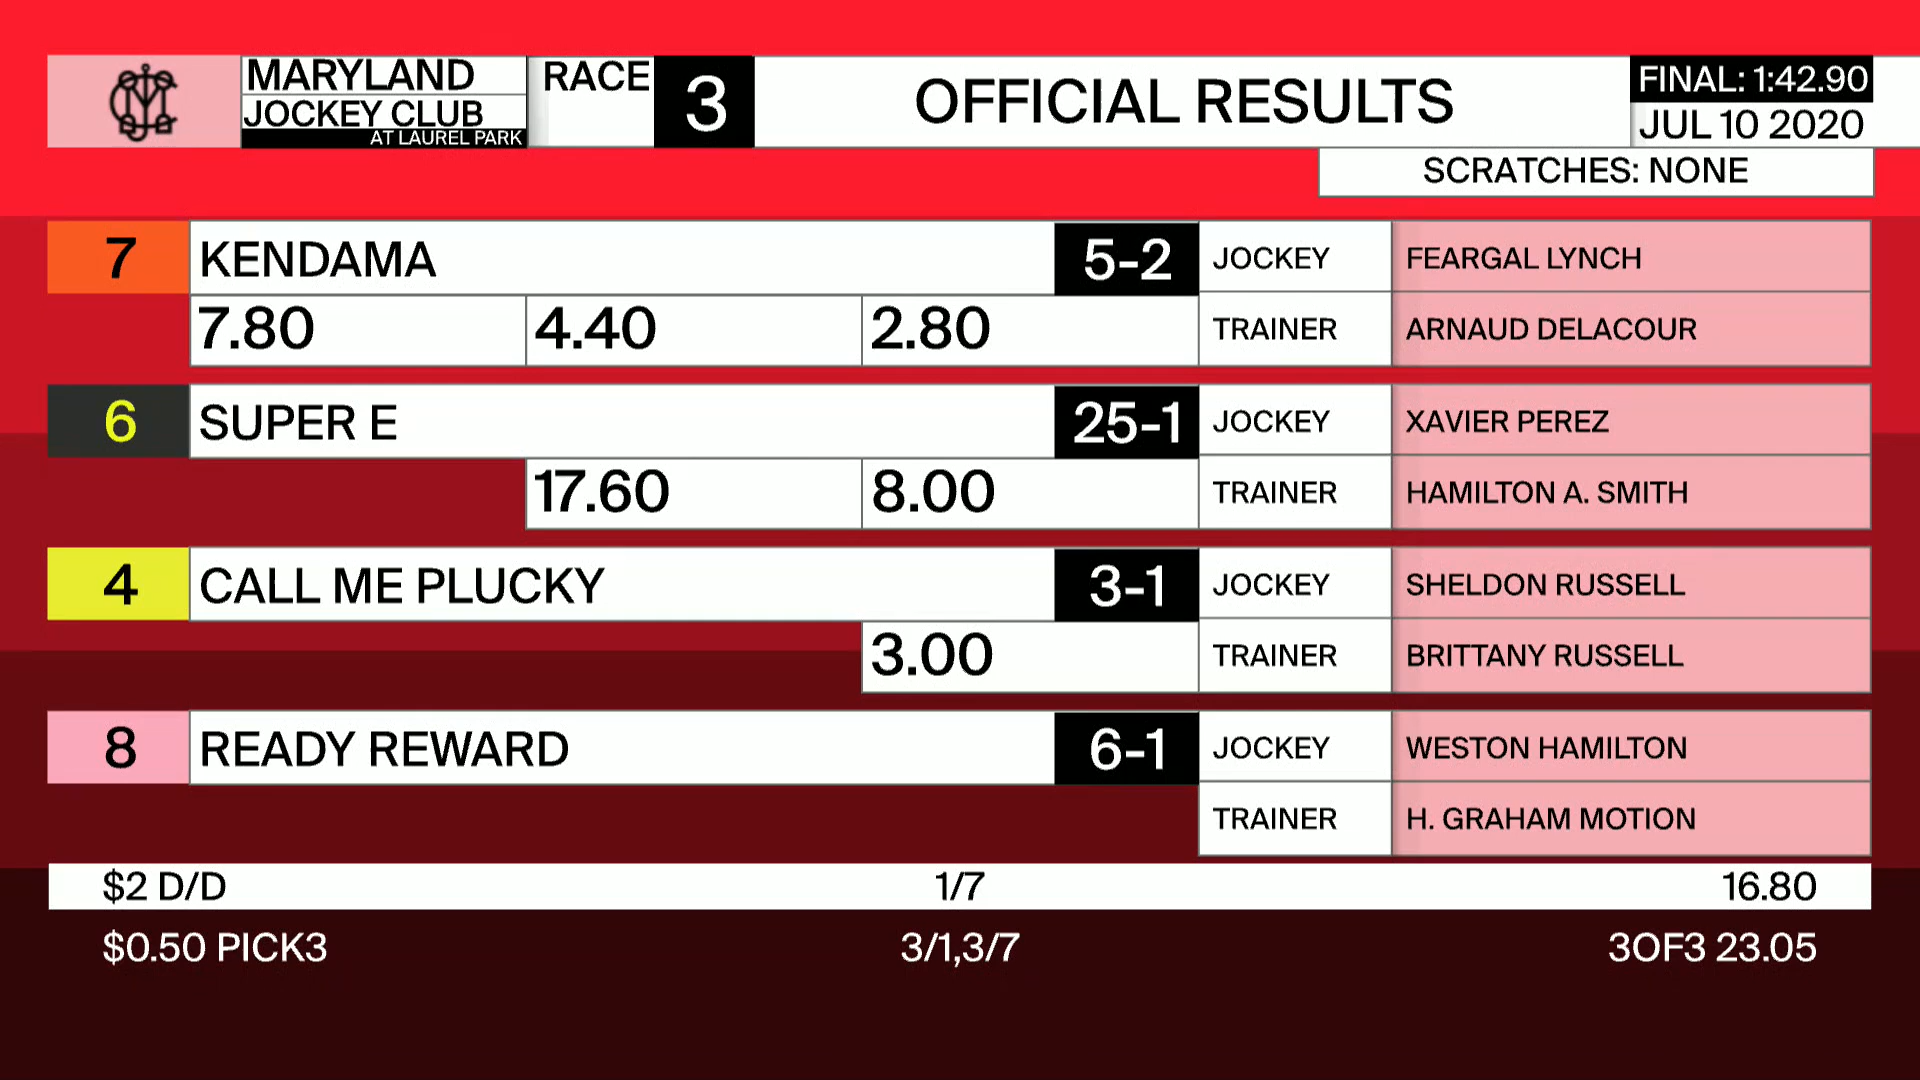 MARYLAND
JOCKEY CLUB
AT LAUREL PARK
RACE 3
OFFICIAL RESULTS
FINAL: 1:42.90
JUL 10 2020
SCRATCHES: NONE
7 KENDAMA 5-2 JOCKEY FEARGAL LYNCH
7.80 4.40 2.80 TRAINER ARNAUD DELACOUR
6 SUPER E 25-1 JOCKEY XAVIER PEREZ
17.60 8.00 TRAINER HAMILTON A. SMITH
4 CALL ME PLUCKY 3-1 JOCKEY SHELDON RUSSELL
3.00 TRAINER BRITTANY RUSSELL
8 READY REWARD 6-1 JOCKEY WESTON HAMILTON
TRAINER H. GRAHAM MOTION
$2 D/D 1/7 16.80
$0.50 PICK3 3/1,3/7 3OF3 23.05